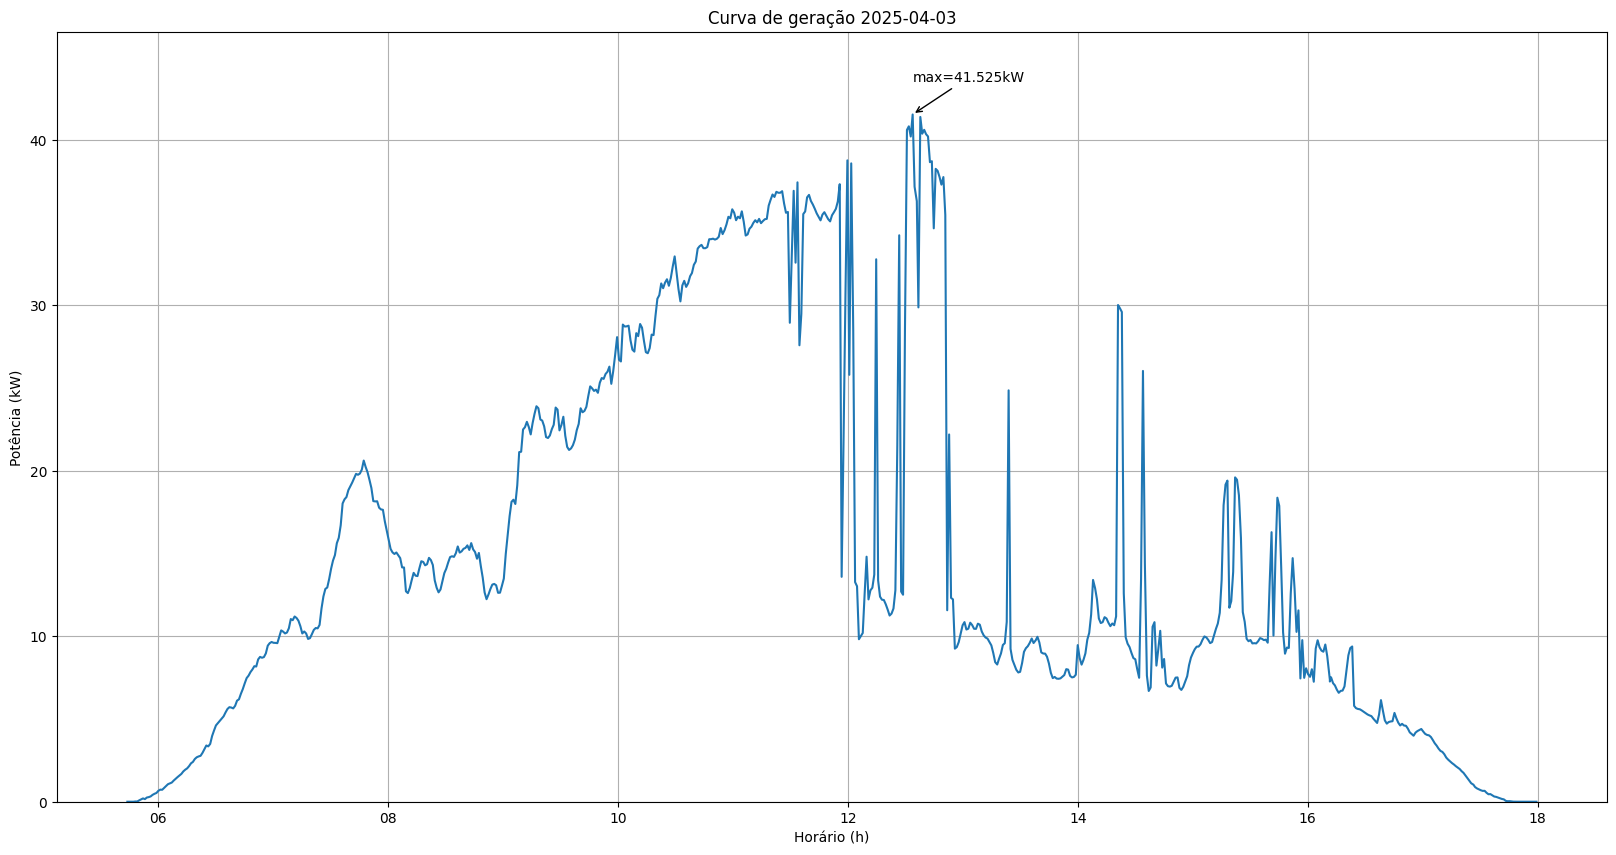 Curva de geração 2025-04-03
max=41.525kW
Potência (kW)
40
30
20
10
0
06 08 10 12 14 16 18
Horário (h)